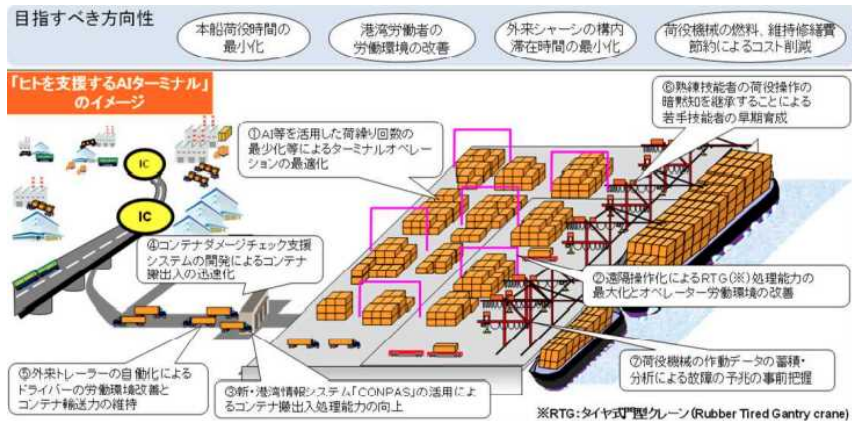 目指すべき方向性
本船荷役時間の
最小化
港湾労働者の
労働環境の改善
外来シャーシの構内
滞在時間の最小化
荷役機械の燃料、維持修繕費
節約によるコスト削減
「ヒトを支援するAIターミナル」
のイメージ
⑥熟練技能者の荷役操作の
暗黙知を継承することによる
若手技能者の早期育成
①AI等を活用した荷繰り回数の
最少化等によるターミナルオペレー
ションの最適化
IC
IC
④コンテナダメージチェック支援
システムの開発によるコンテナ
搬出入の迅速化
②遠隔操作化によるRTG(※)処理能力の
最大化とオペレーター労働環境の改善
⑤外来トレーラーの自働化による
ドライバーの労働環境改善と
コンテナ輸送力の維持
③新・港湾情報システム「CONPAS」の活用によ
るコンテナ搬出入処理能力の向上
⑦荷役機械の作動データの蓄積・
分析による故障の予兆の事前把握
※RTG:タイヤ式門型クレーン(Rubber Tired Gantry crane)